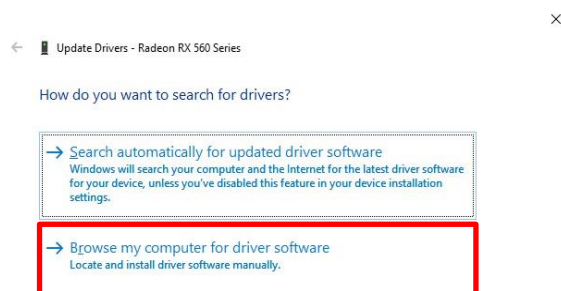 Update Drivers - Radeon RX 560 Series
How do you want to search for drivers?
Search automatically for updated driver software
Windows will search your computer and the Internet for the latest driver software
for your device, unless you've disabled this feature in your device installation
settings.
Browse my computer for driver software
Locate and install driver software manually.